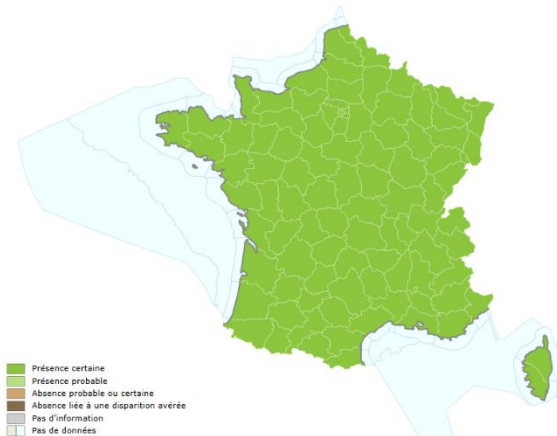 Présence certaine
Présence probable
Absence probable ou certaine
Absence liée à une disparition avérée
Pas d'information
Pas de données